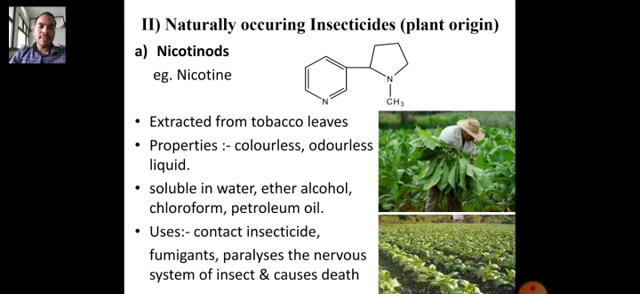 II) Naturally occuring Insecticides (plant origin)
a) Nicotinods
eg. Nicotine
N
N
CH3
• Extracted from tobacco leaves
• Properties :- colourless, odourless
liquid.
• soluble in water, ether alcohol,
chloroform, petroleum oil.
• Uses:- contact insecticide,
fumigants, paralyses the nervous
system of insect & causes death